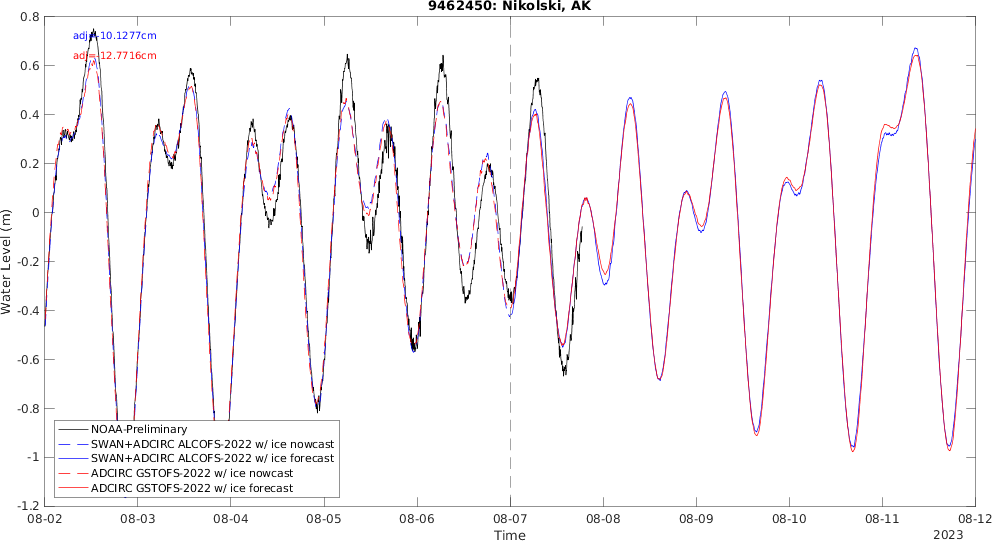 9462450: Nikolski, AK
0.8
adj=-10.1277cm
adj=-12.7716cm
0.6
0.4
0.2
0
-0.2
-0.4
-0.6
-0.8
-1
-1.2
Water Level (m)
NOAA-Preliminary
SWAN+ADCIRC ALCOFS-2022 w/ ice nowcast
SWAN+ADCIRC ALCOFS-2022 w/ ice forecast
ADCIRC GSTOFS-2022 w/ ice nowcast
ADCIRC GSTOFS-2022 w/ ice forecast
08-02 08-03 08-04 08-05 08-06 08-07 08-08 08-09 08-10 08-11 08-12
Time
2023